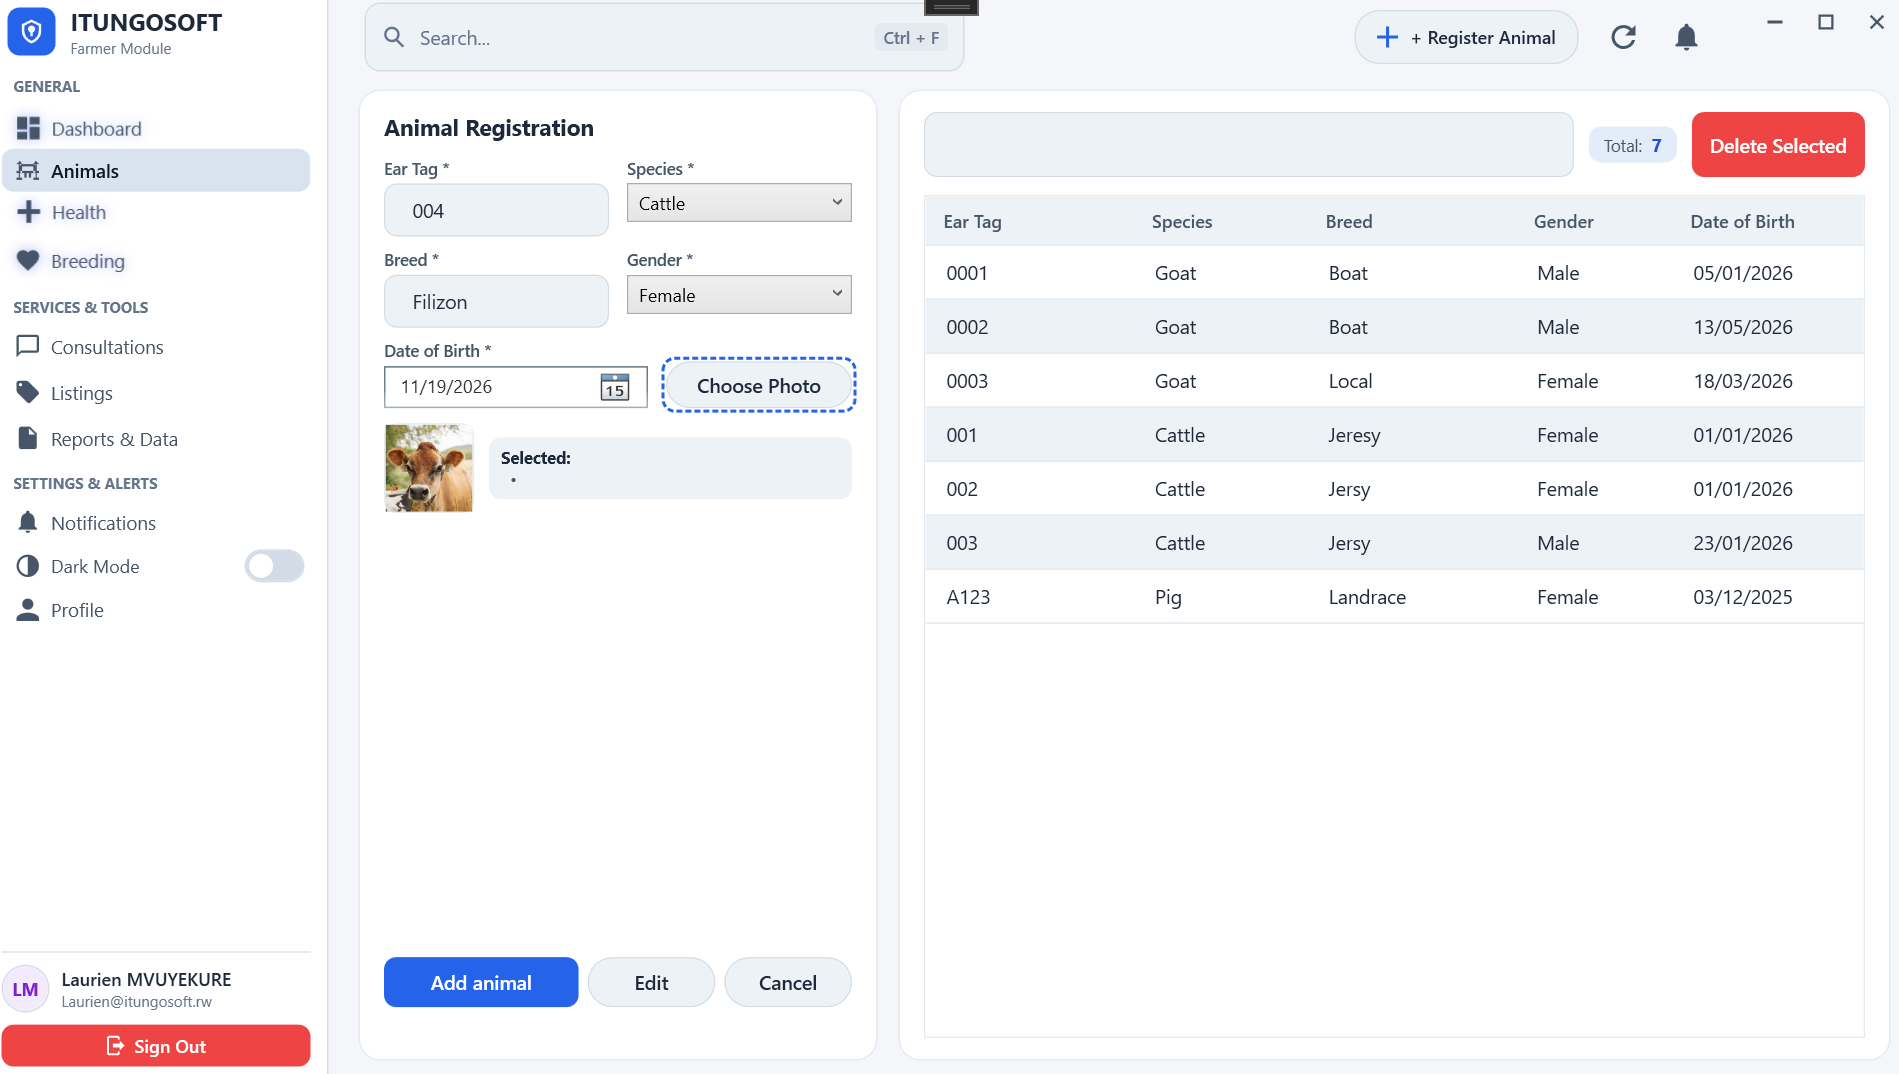 ITUNGOSOFT
Farmer Module
GENERAL
Dashboard
Animals
Health
Breeding
SERVICES & TOOLS
Consultations
Listings
Reports & Data
SETTINGS & ALERTS
Notifications
Dark Mode
Profile
LM
Laurien MVUYEKURE
Laurien@itungosoft.rw
Sign Out
Search...
Ctrl + F
+ Register Animal
Animal Registration
Ear Tag * Species *
004 Cattle
Breed * Gender *
Filizon Female
Date of Birth *
11/19/2026 15 Choose Photo
Selected:
•
Add animal Edit Cancel
Total: 7 Delete Selected
Ear Tag Species Breed Gender Date of Birth
0001 Goat Boat Male 05/01/2026
0002 Goat Boat Male 13/05/2026
0003 Goat Local Female 18/03/2026
001 Cattle Jeresy Female 01/01/2026
002 Cattle Jersy Female 01/01/2026
003 Cattle Jersy Male 23/01/2026
A123 Pig Landrace Female 03/12/2025